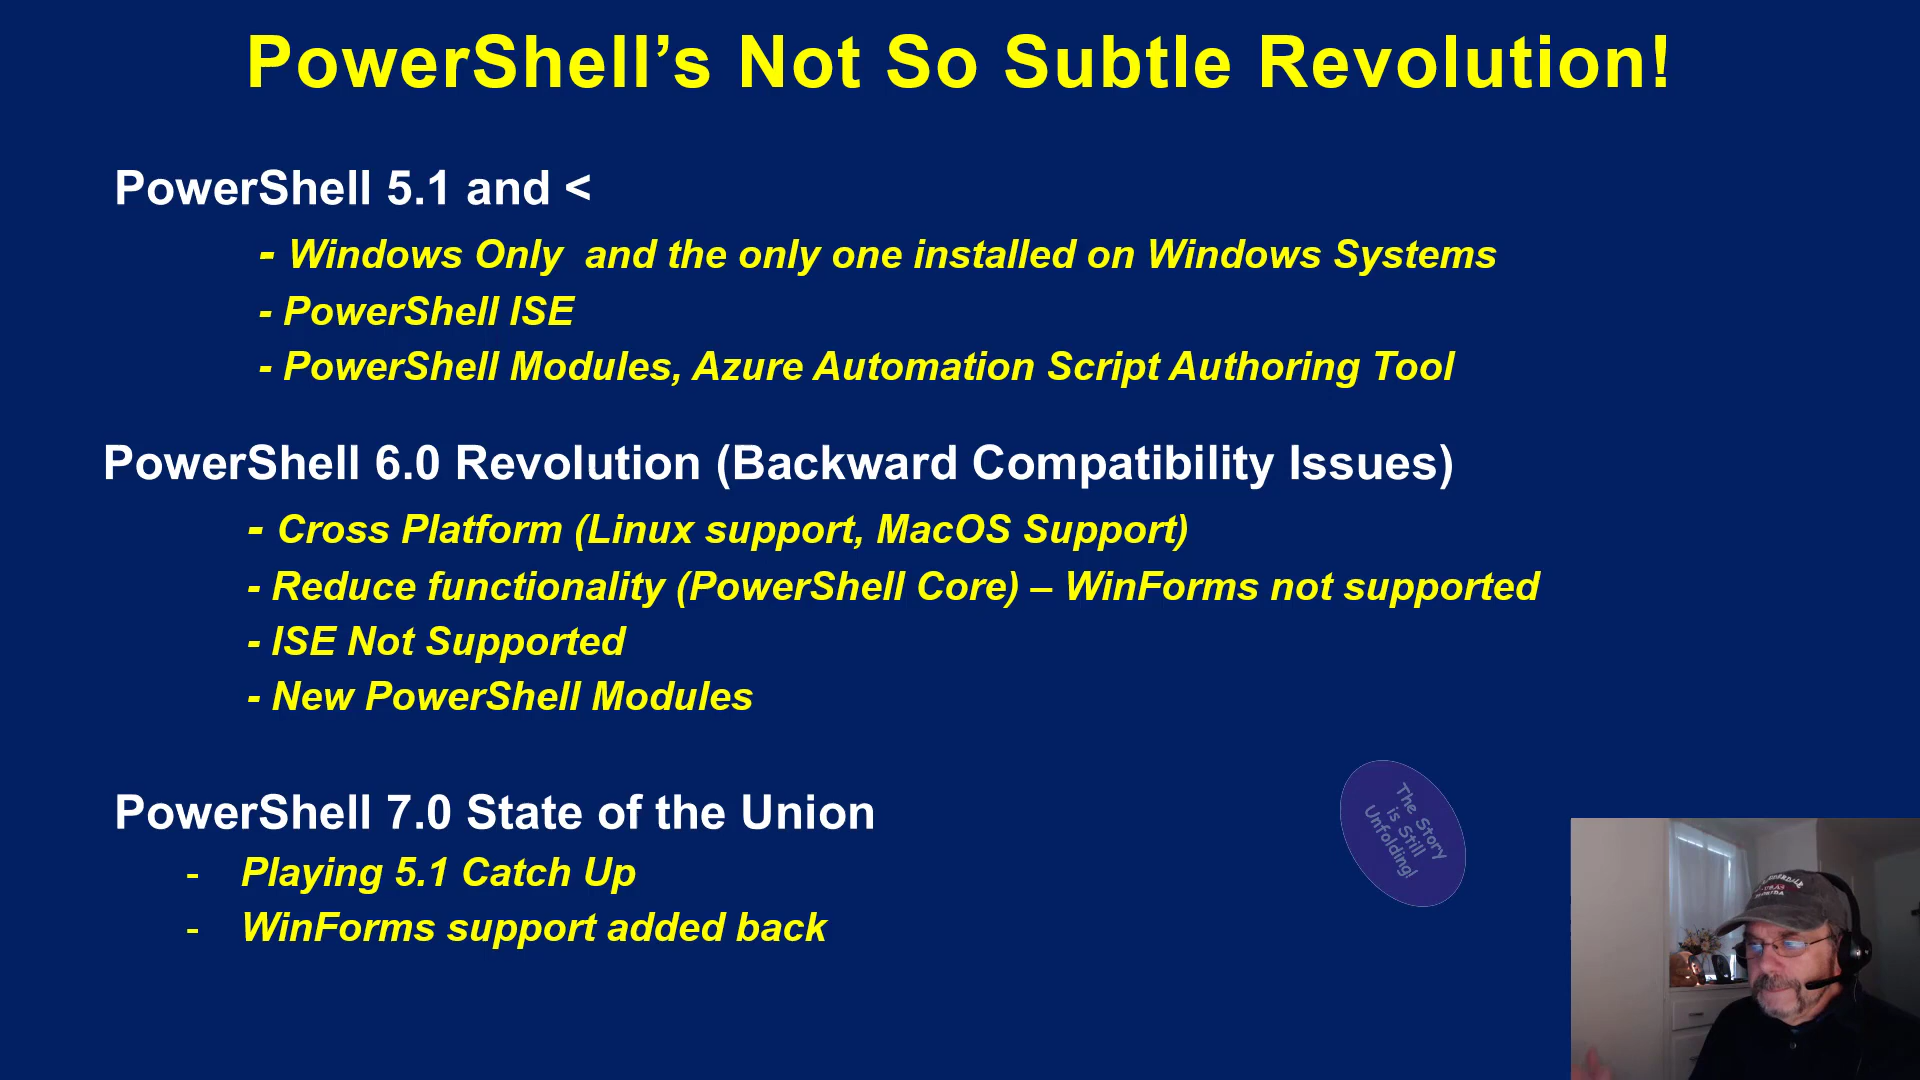 PowerShell’s Not So Subtle Revolution!
PowerShell 5.1 and <
- Windows Only  and the only one installed on Windows Systems
- PowerShell ISE
- PowerShell Modules, Azure Automation Script Authoring Tool
PowerShell 6.0 Revolution (Backward Compatibility Issues)
- Cross Platform (Linux support, MacOS Support)
- Reduce functionality (PowerShell Core) – WinForms not supported
- ISE Not Supported
- New PowerShell Modules
PowerShell 7.0 State of the Union
- Playing 5.1 Catch Up
- WinForms support added back
The Story
is Still
Unfolding!